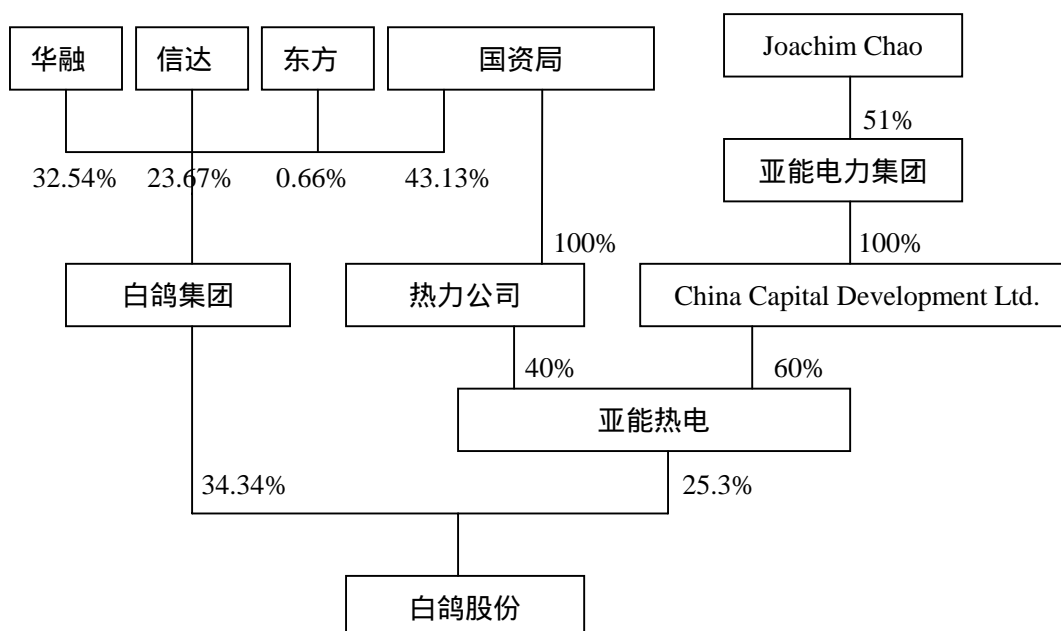 华融 信达 东方 国资局 Joachim Chao
51%
32.54% 23.67% 0.66% 43.13% 亚能电力集团
100% 100%
白鸽集团 热力公司 China Capital Development Ltd.
40% 60%
亚能热电
34.34% 25.3%
白鸽股份